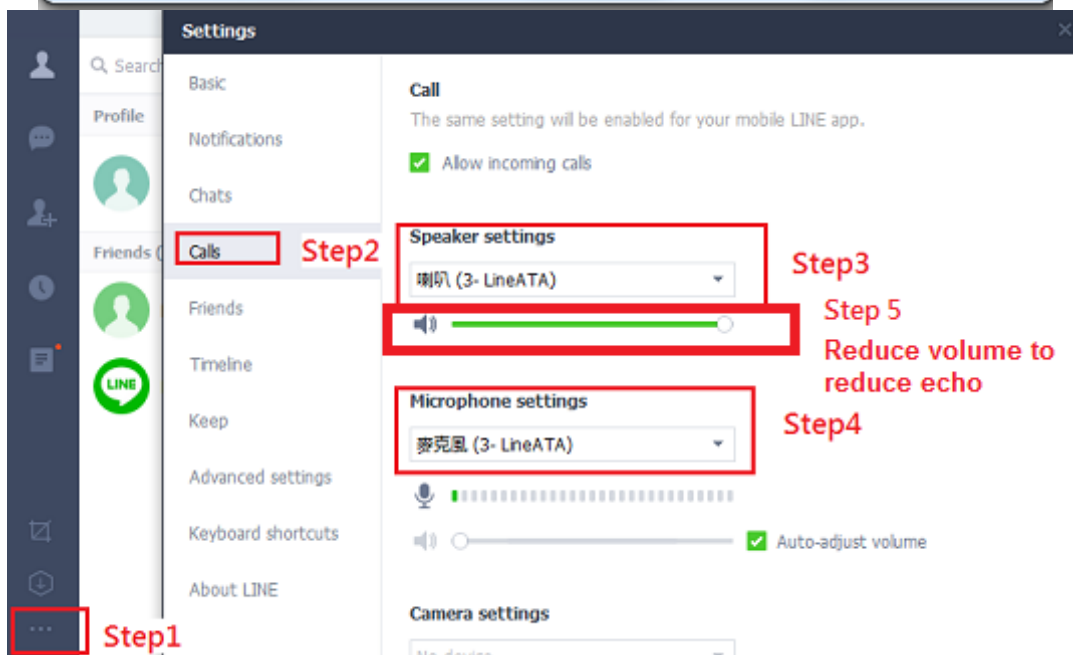 Settings
Search
Profile
Friends (
LINE
Step1
Basic
Notifications
Chats
Calls
Step2
Friends
Timeline
Keep
Advanced settings
Keyboard shortcuts
About LINE
Call
The same setting will be enabled for your mobile LINE app.
Allow incoming calls
Speaker settings
喇叭 (3- LineATA)
Step3
Step 5
Reduce volume to
reduce echo
Microphone settings
麥克風 (3- LineATA)
Step4
Auto-adjust volume
Camera settings
No device